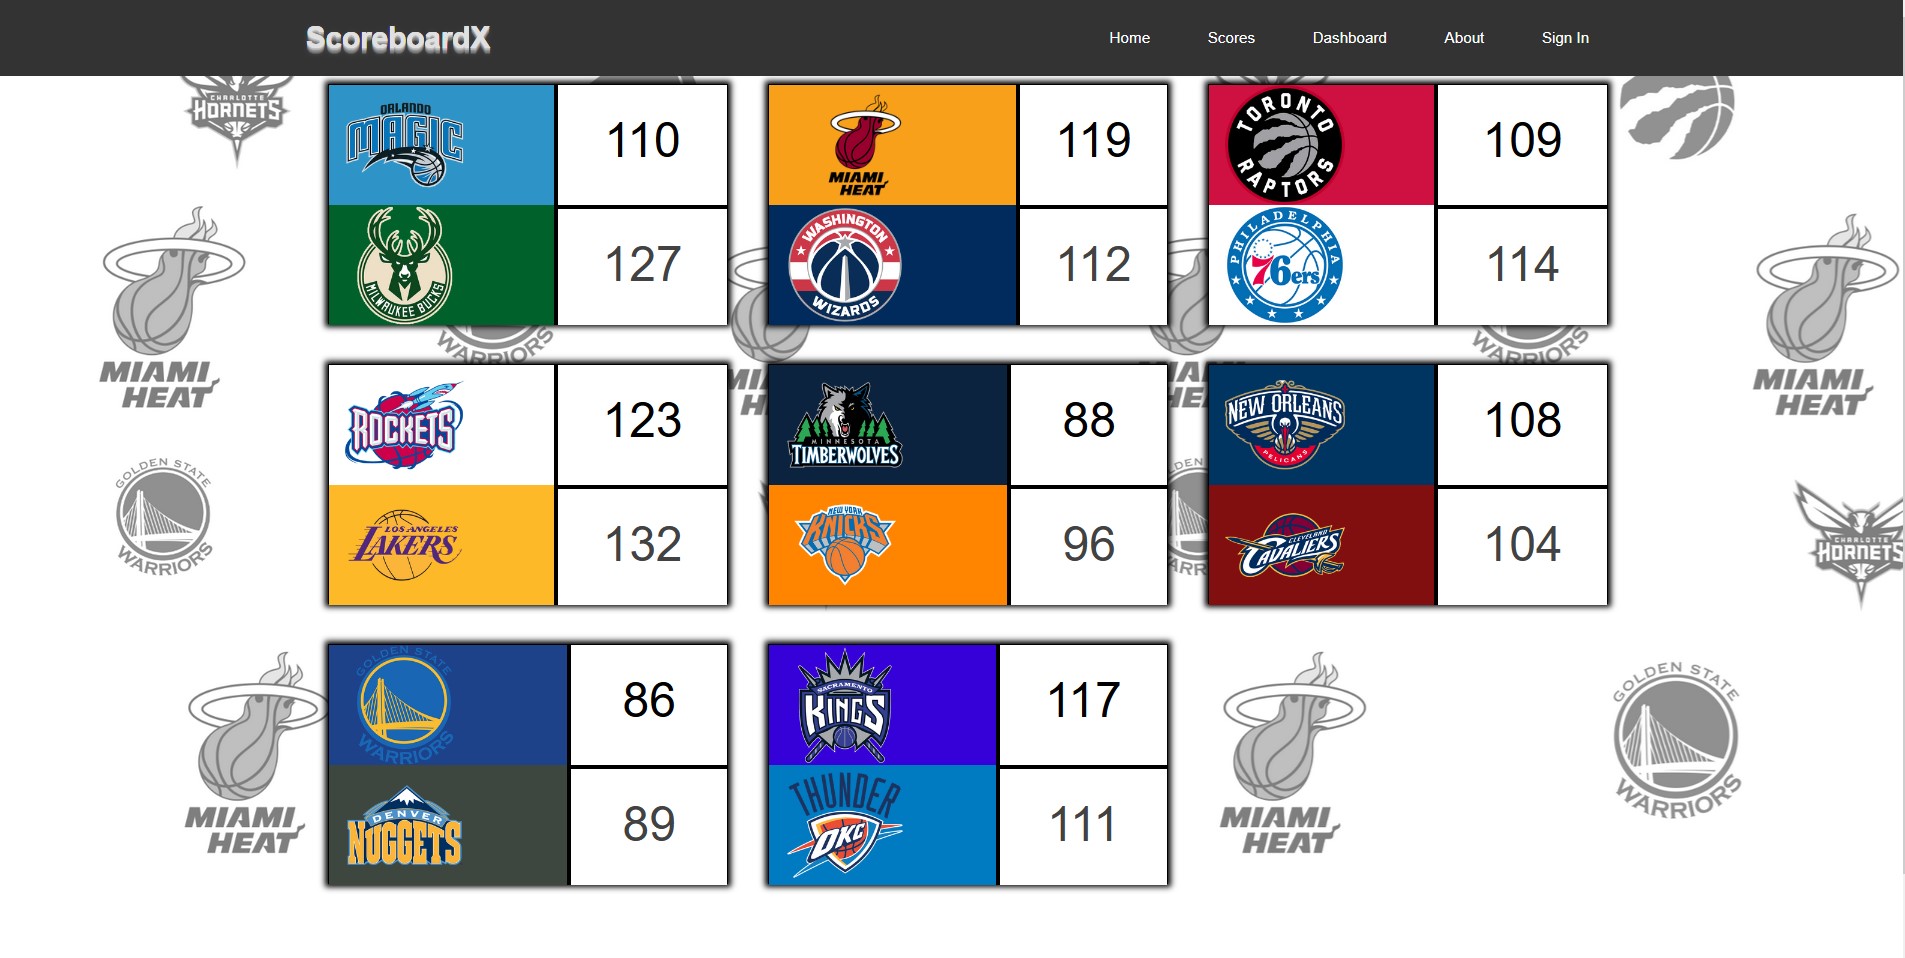 ScoreboardX
Home Scores Dashboard About Sign In
CHARLOTTE
HORNETS
ORLANDO
MAGIC
110
MILWAUKEE BUCKS
127
MIAMI
HEAT
119
WASHINGTON
WIZARDS
112
TORONTO
RAPTORS
109
PHILADELPHIA
76ers
114
MIAMI
HEAT
WARRIORS
WARRIORS
MIAMI
HEAT
ROCKETS
123
LOS ANGELES
LAKERS
132
MINNESOTA
TIMBERWOLVES
88
NEW YORK
KNICKS
96
NEW ORLEANS
PELICANS
108
CLEVELAND
CAVALIERS
104
GOLDEN STATE
WARRIORS
CHARLOTTE
HORNETS
GOLDEN STATE
WARRIORS
86
DENVER
NUGGETS
89
SACRAMENTO
KINGS
117
THUNDER
OKC
111
MIAMI
HEAT
MIAMI
HEAT
GOLDEN STATE
WARRIORS